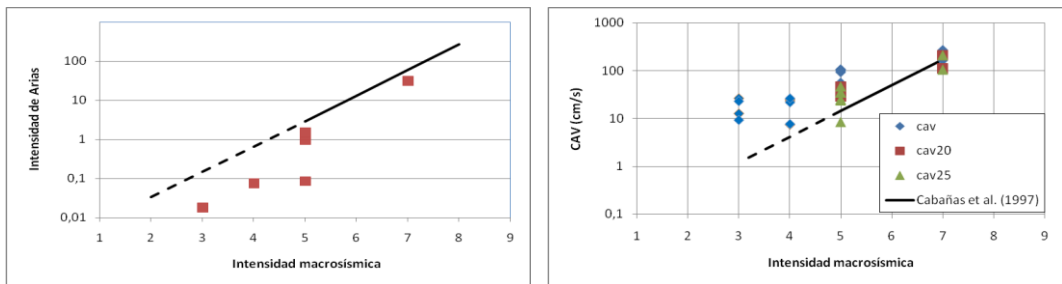 Intensidad de Arias
100
10
1
0,1
0,01
1 2 3 4 5 6 7 8 9
Intensidad macrosísmica
CAV (cm/s)
1000
100
10
1
0,1
1 2 3 4 5 6 7 8 9
Intensidad macrosísmica
cav
cav20
cav25
Cabañas et al. (1997)